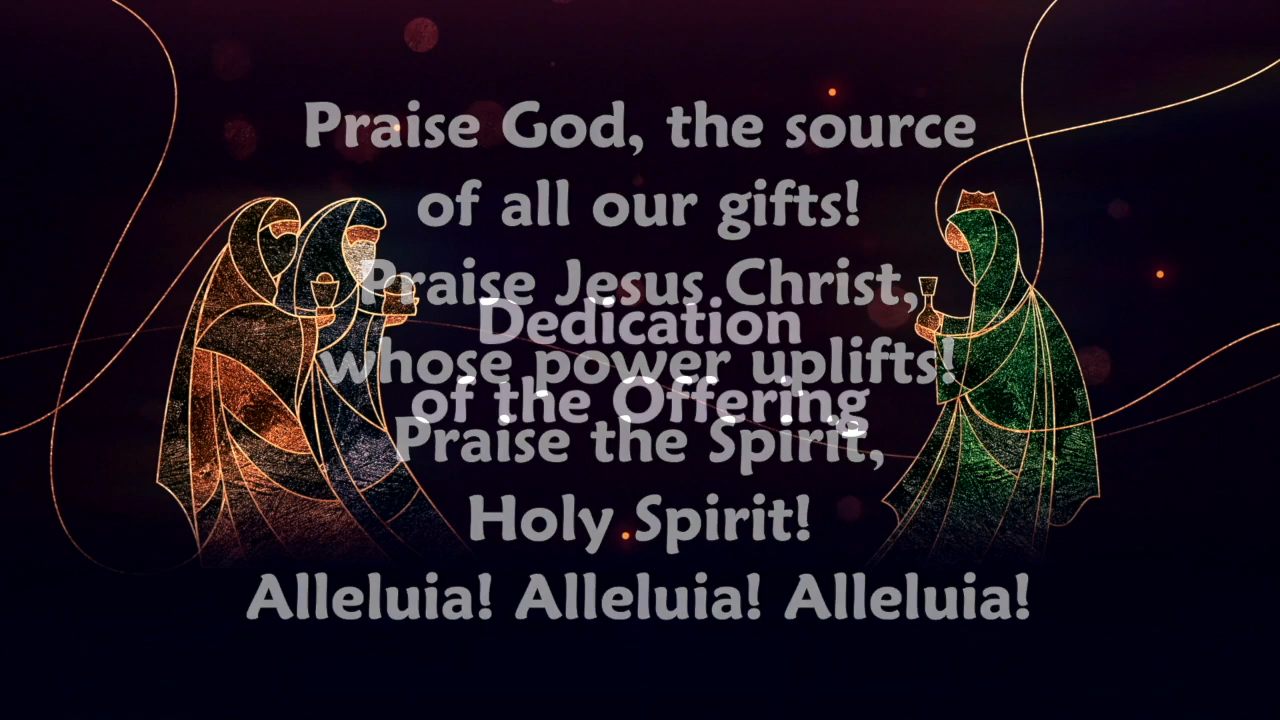 Praise God, the source
of all our gifts!
Praise Jesus Christ,
Dedication
whose power uplifts!
of the Offering
Praise the Spirit,
Holy Spirit!
Alleluia! Alleluia! Alleluia!